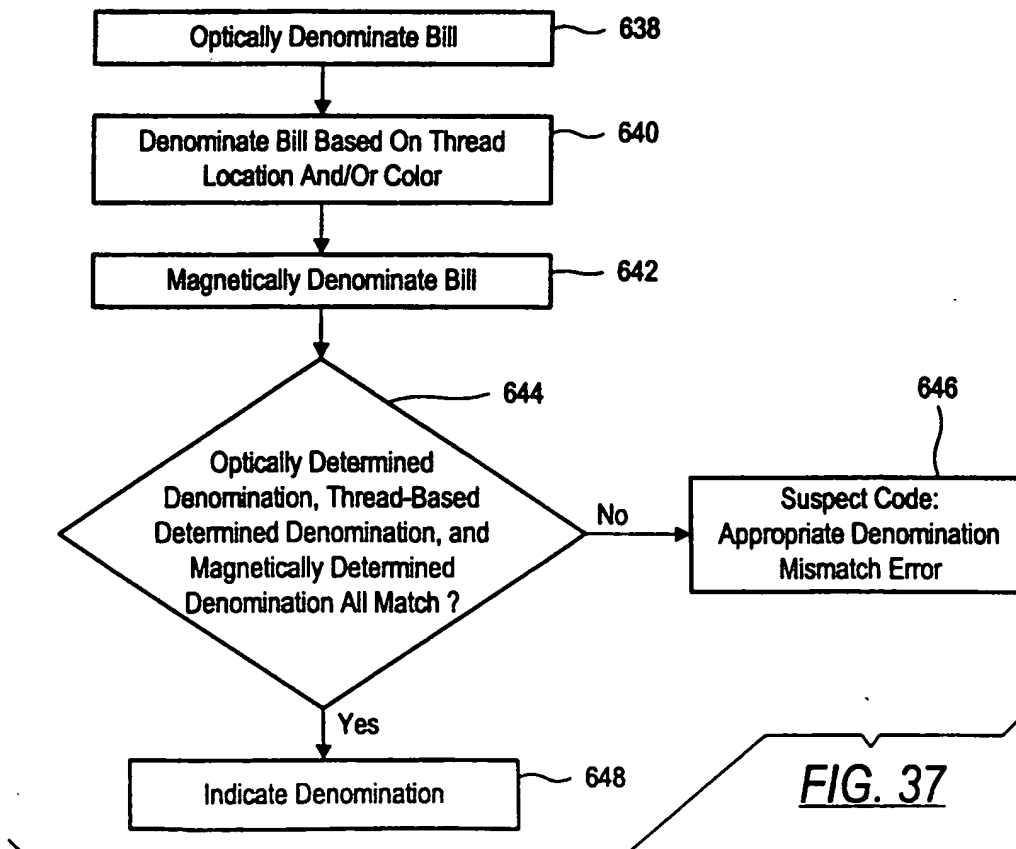 Optically Denominate Bill
638
Denominate Bill Based On Thread
Location And/Or Color
640
Magnetically Denominate Bill
642
644
Optically Determined
Denomination, Thread-Based
Determined Denomination, and
Magnetically Determined
Denomination All Match ?
No
646
Suspect Code:
Appropriate Denomination
Mismatch Error
Yes
Indicate Denomination
648
FIG. 37